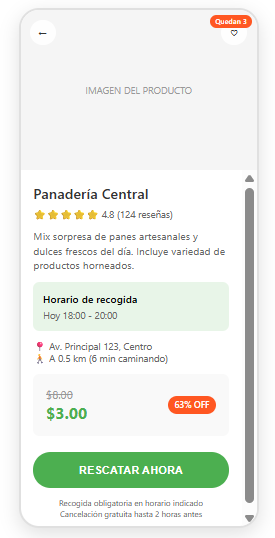 Quedan 3
←
IMAGEN DEL PRODUCTO
Panadería Central
4.8 (124 reseñas)
Mix sorpresa de panes artesanales y
dulces frescos del día. Incluye variedad de
productos horneados.
Horario de recogida
Hoy 18:00 - 20:00
Av. Principal 123, Centro
A 0.5 km (6 min caminando)
$8.00
$3.00
63% OFF
RESCATAR AHORA
Recogida obligatoria en horario indicado
Cancelación gratuita hasta 2 horas antes